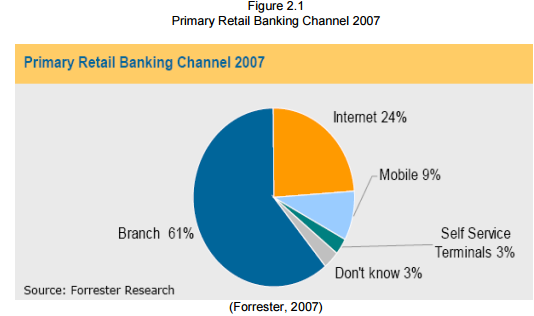 Figure 2.1
Primary Retail Banking Channel 2007
Primary Retail Banking Channel 2007
Internet 24%
Mobile 9%
Branch 61%
Self Service
Terminals 3%
Don't know 3%
Source: Forrester Research
(Forrester, 2007)